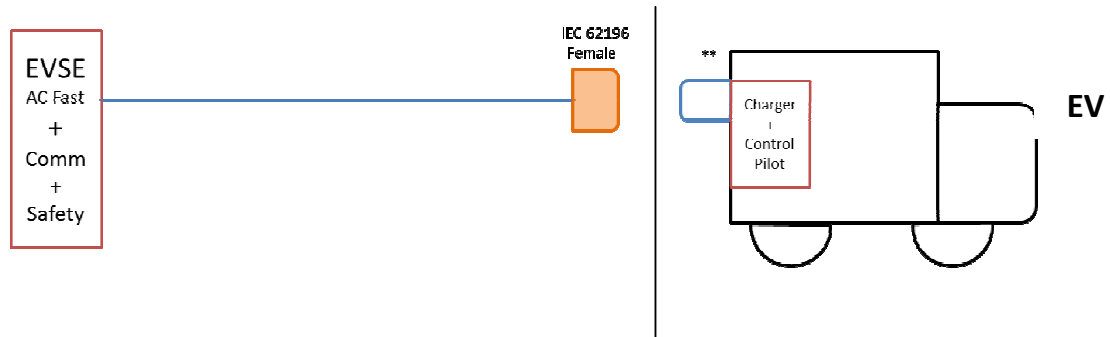 EVSE
AC Fast
+
Comm
+
Safety
IEC 62196
Female
**
Charger
+
Control
Pilot
EV